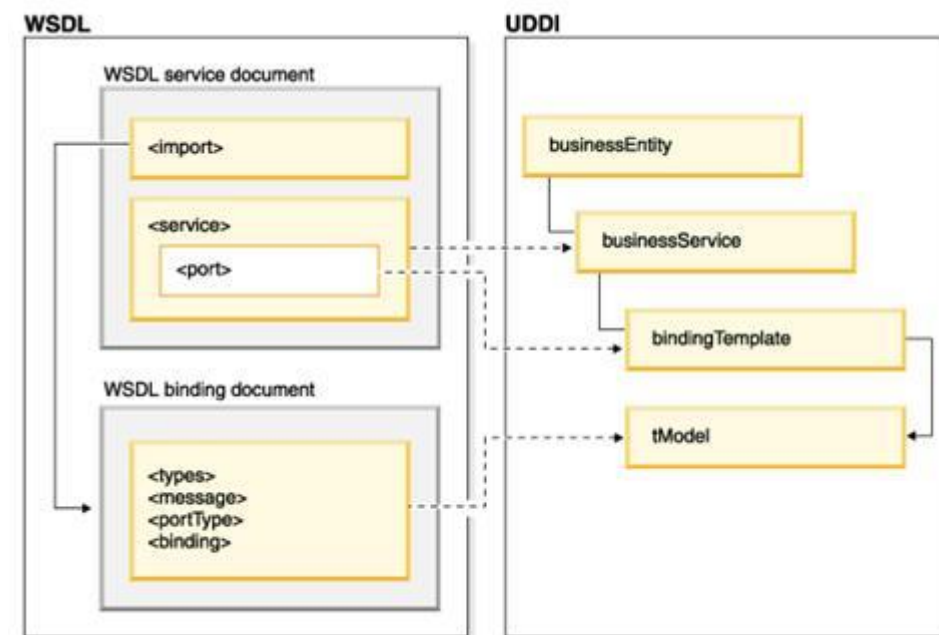 WSDL
WSDL service document
<import>
<service>
<port>
WSDL binding document
<types>
<message>
<portType>
<binding>
UDDI
businessEntity
businessService
bindingTemplate
tModel